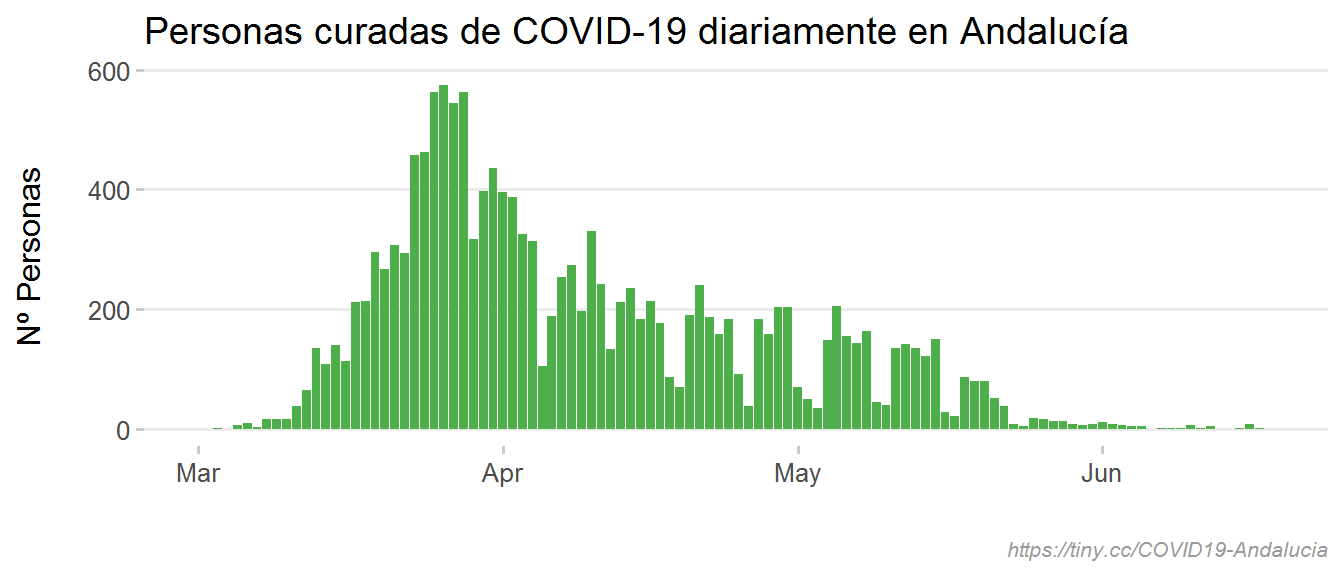 Personas curadas de COVID-19 diariamente en Andalucía
Nº Personas
600
400
200
0
Mar Apr May Jun
https://tiny.cc/COVID19-Andalucia